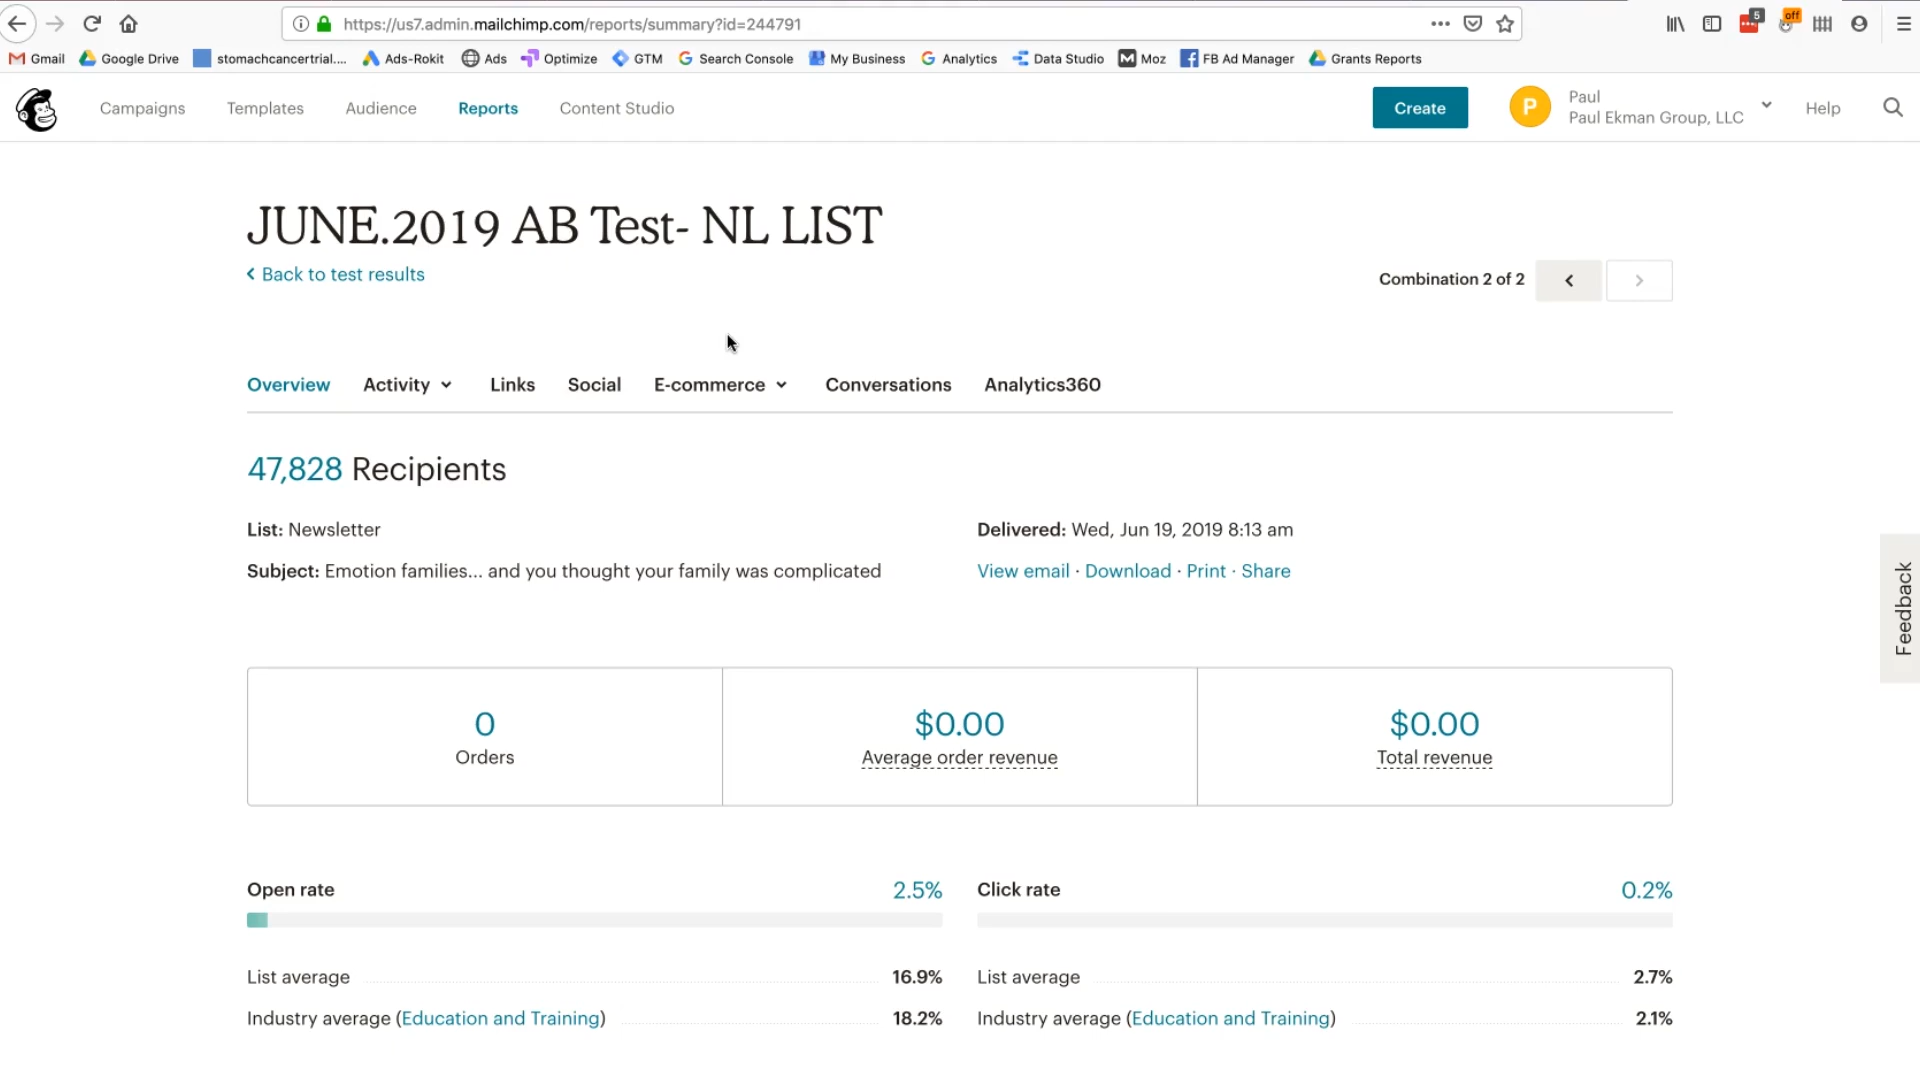 https://us7.admin.mailchimp.com/reports/summary?id=244791
5
off
Gmail Google Drive stomachcancertrial.... Ads-Rokit Ads Optimize GTM Search Console My Business Analytics Data Studio Moz FB Ad Manager Grants Reports
Campaigns Templates Audience Reports Content Studio Create P Paul Help
Paul Ekman Group, LLC
JUNE.2019 AB Test- NL LIST
Back to test results
Combination 2 of 2
Overview Activity Links Social E-commerce Conversations Analytics360
47,828 Recipients
List: Newsletter Delivered: Wed, Jun 19, 2019 8:13 am
Subject: Emotion families... and you thought your family was complicated View email · Download · Print · Share
Feedback
0 $0.00 $0.00
Orders Average order revenue Total revenue
Open rate 2.5% Click rate 0.2%
List average 16.9% List average 2.7%
Industry average (Education and Training) 18.2% Industry average (Education and Training) 2.1%